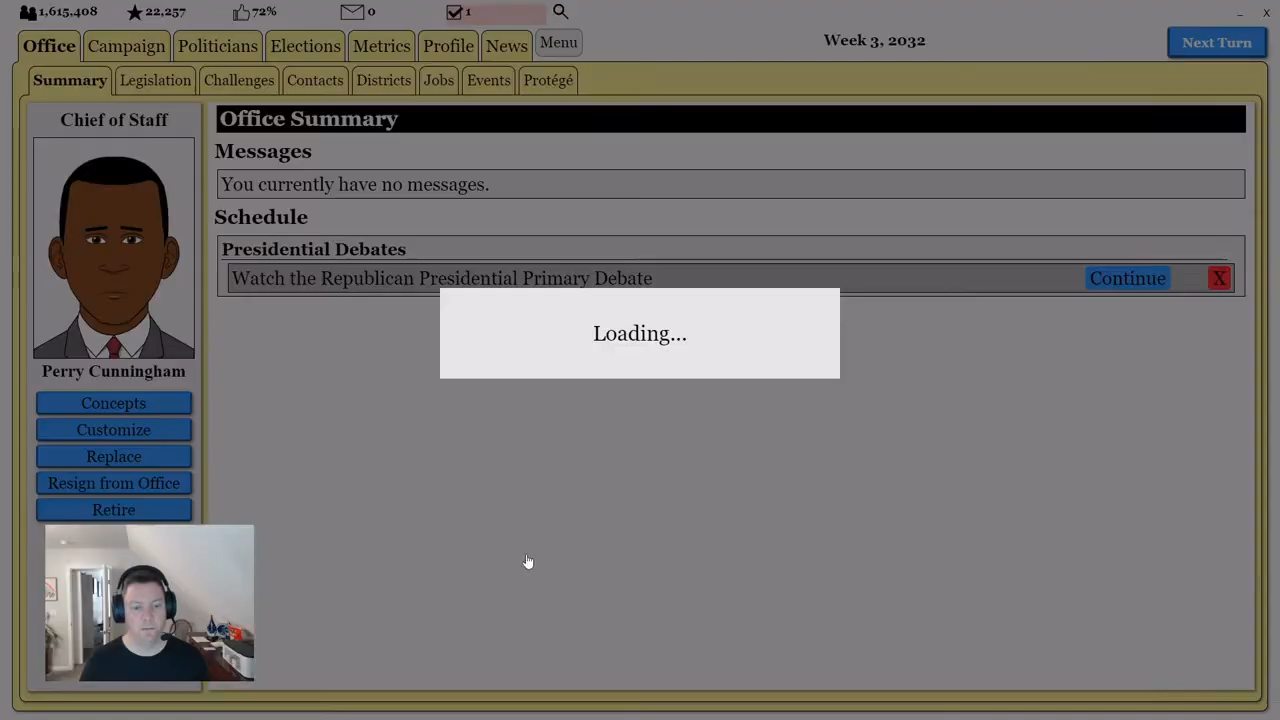 1,615,408 22,257 72% 0 1
Office Campaign Politicians Elections Metrics Profile News Menu
Week 3, 2032
Next Turn
Summary Legislation Challenges Contacts Districts Jobs Events Protégé
Chief of Staff
Perry Cunningham
Concepts
Customize
Replace
Resign from Office
Retire
Office Summary
Messages
You currently have no messages.
Schedule
Presidential Debates
Watch the Republican Presidential Primary Debate Continue X
Loading...